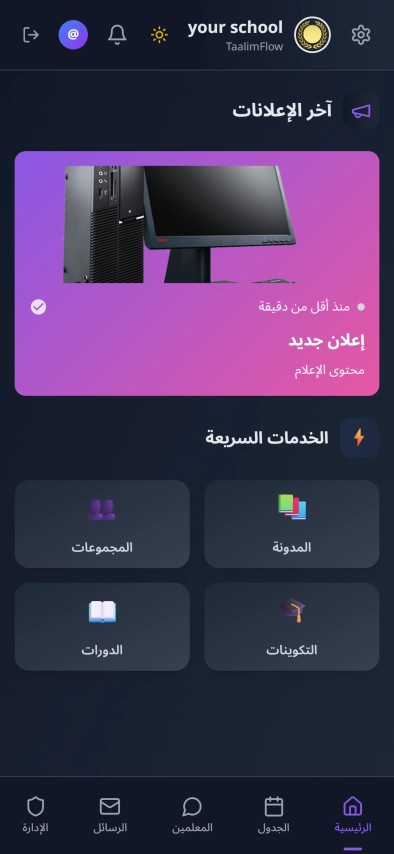 your school
TaalimFlow
@
آخر الإعلانات
منذ أقل من دقيقة
إعلان جديد
محتوى الإعلام
الخدمات السريعة
المدونة
المجموعات
التكوينات
الدورات
الرئيسية
الجدول
المعلمين
الرسائل
الإدارة